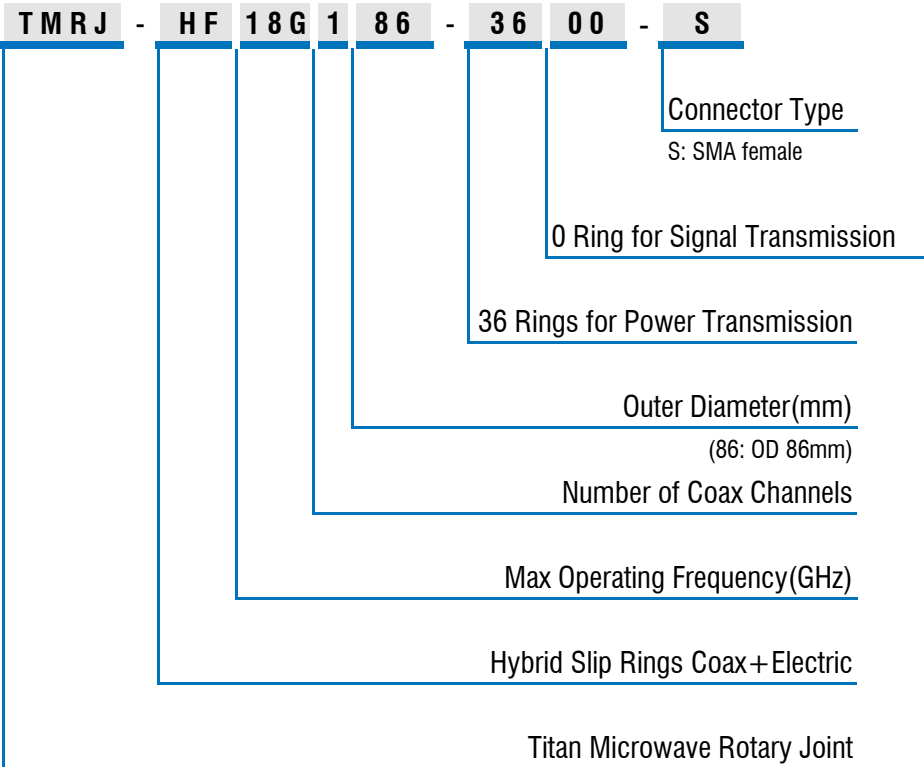 TMRJ - HF 18G 1 86 - 36 00 - S
Connector Type
S: SMA female
0 Ring for Signal Transmission
36 Rings for Power Transmission
Outer Diameter(mm)
(86: OD 86mm)
Number of Coax Channels
Max Operating Frequency(GHz)
Hybrid Slip Rings Coax+Electric
Titan Microwave Rotary Joint